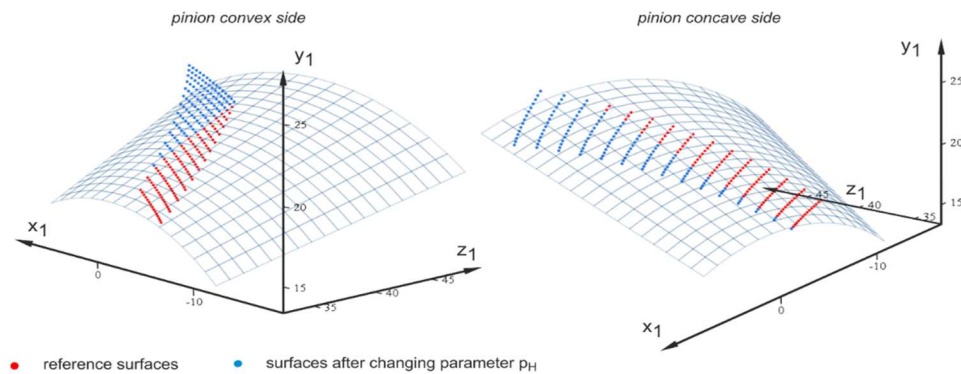 pinion convex side
pinion concave side
y1
25
20
15
x1
0
-10
z1
35
40
45
y1
25
20
15
z1
45
40
35
-10
0
x1
reference surfaces
surfaces after changing parameter pH